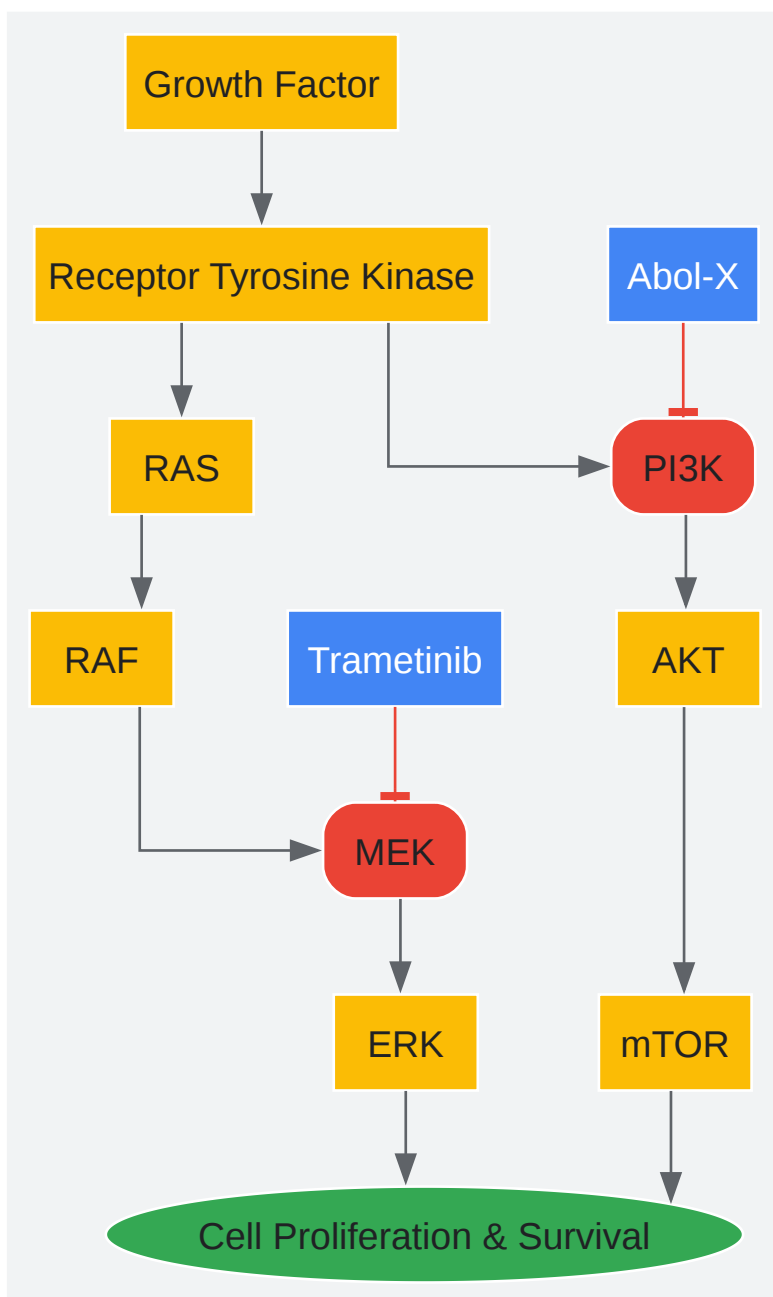 Growth Factor
Receptor Tyrosine Kinase
Abol-X
RAS
PI3K
RAF
Trametinib
AKT
MEK
ERK
mTOR
Cell Proliferation & Survival